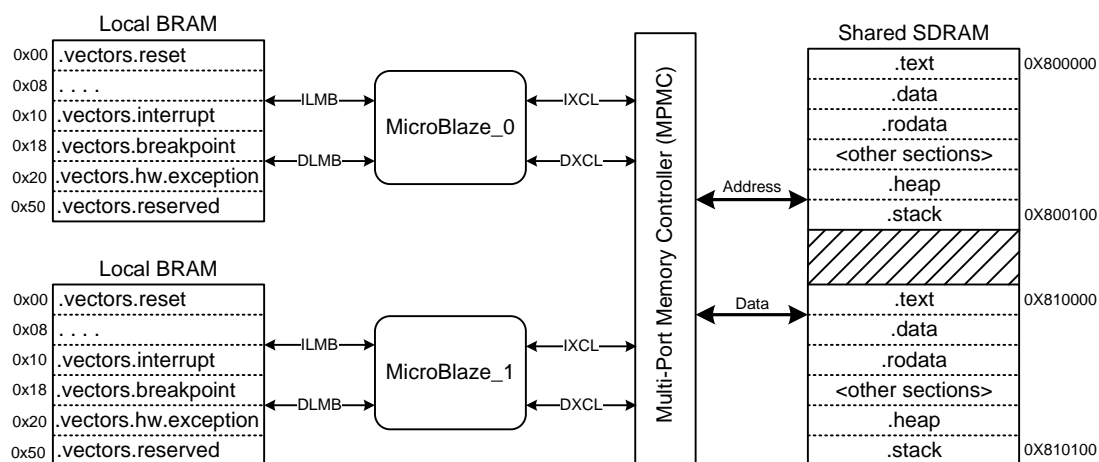 Local BRAM
0x00 .vectors.reset
0x08 . . . .
0x10 .vectors.interrupt
0x18 .vectors.breakpoint
0x20 .vectors.hw.exception
0x50 .vectors.reserved
ILMB
DLMB
MicroBlaze_0
IXCL
DXCL
Local BRAM
0x00 .vectors.reset
0x08 . . . .
0x10 .vectors.interrupt
0x18 .vectors.breakpoint
0x20 .vectors.hw.exception
0x50 .vectors.reserved
ILMB
DLMB
MicroBlaze_1
IXCL
DXCL
Multi-Port Memory Controller (MPMC)
Address
Data
Shared SDRAM
.text 0X800000
.data
.rodata
<other sections>
.heap
.stack 0X800100
.text 0X810000
.data
.rodata
<other sections>
.heap
.stack 0X810100